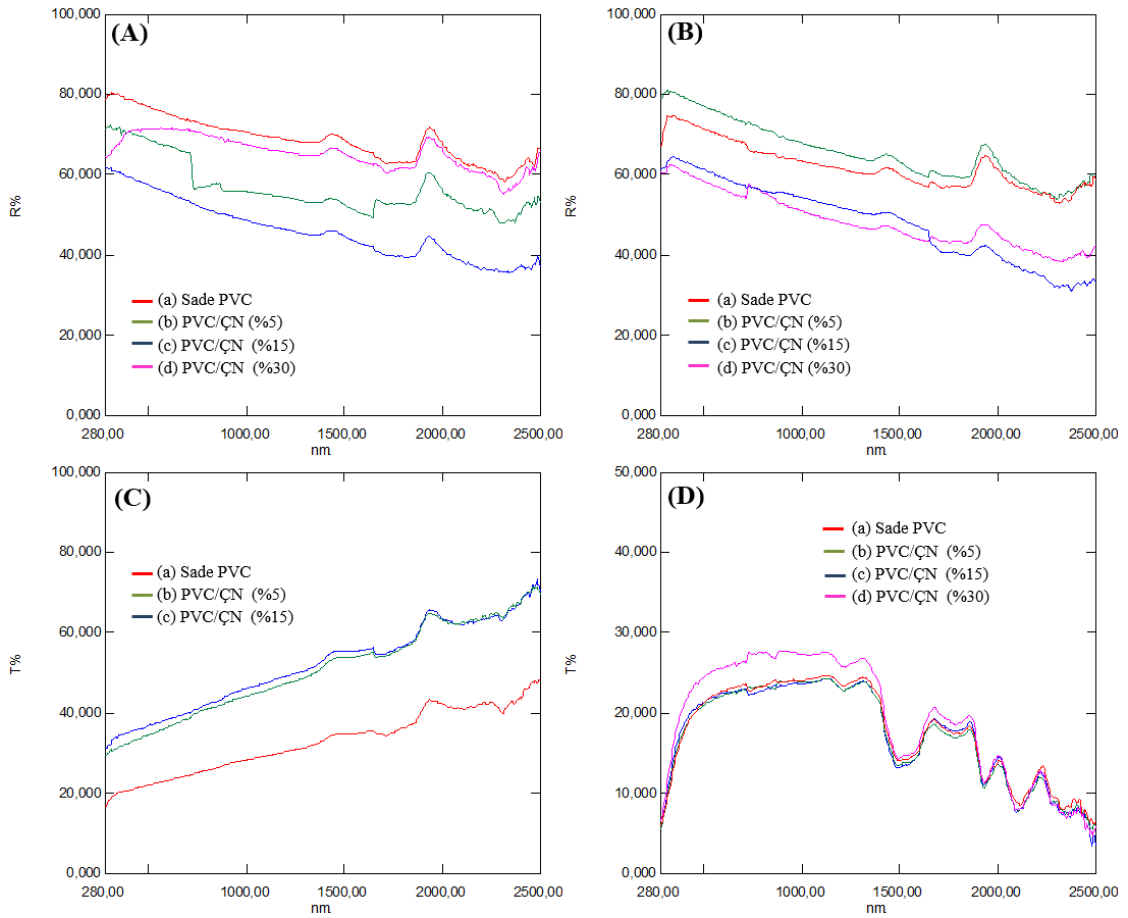 (A)
100,000
80,000
60,000
40,000
20,000
0,000
R%
(a) Sade PVC
(b) PVC/ÇN (%5)
(c) PVC/ÇN (%15)
(d) PVC/ÇN (%30)
280,00 1000,00 1500,00 2000,00 2500,00
nm.
(B)
100,000
80,000
60,000
40,000
20,000
0,000
R%
(a) Sade PVC
(b) PVC/ÇN (%5)
(c) PVC/ÇN (%15)
(d) PVC/ÇN (%30)
280,00 1000,00 1500,00 2000,00 2500,00
nm.
(C)
100,000
80,000
60,000
40,000
20,000
0,000
T%
(a) Sade PVC
(b) PVC/ÇN (%5)
(c) PVC/ÇN (%15)
280,00 1000,00 1500,00 2000,00 2500,00
nm.
(D)
50,000
40,000
30,000
20,000
10,000
0,000
T%
(a) Sade PVC
(b) PVC/ÇN (%5)
(c) PVC/ÇN (%15)
(d) PVC/ÇN (%30)
280,00 1000,00 1500,00 2000,00 2500,00
nm.